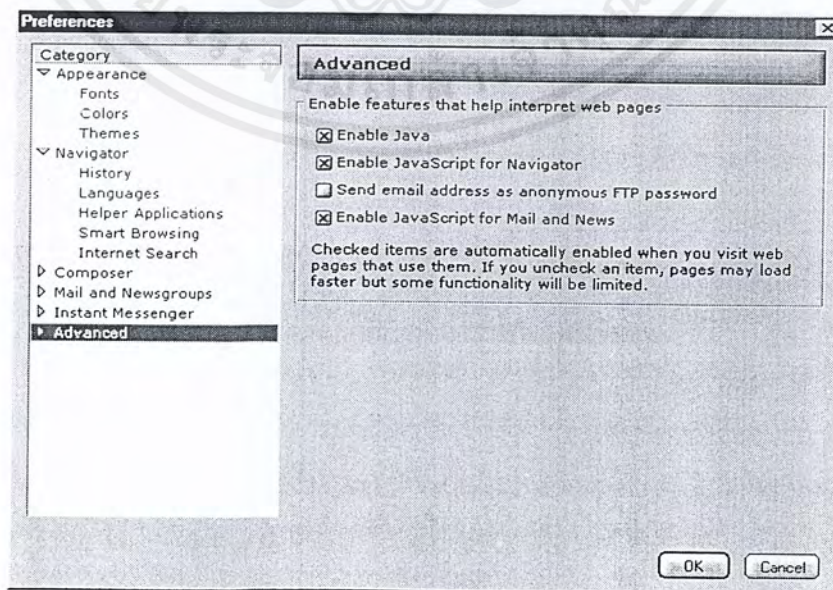 Preferences
Category
Appearance
Fonts
Colors
Themes
Navigator
History
Languages
Helper Applications
Smart Browsing
Internet Search
Composer
Mail and Newsgroups
Instant Messenger
Advanced
Advanced
Enable features that help interpret web pages
Enable Java
Enable JavaScript for Navigator
Send email address as anonymous FTP password
Enable JavaScript for Mail and News
Checked items are automatically enabled when you visit web
pages that use them. If you uncheck an item, pages may load
faster but some functionality will be limited.
OK
Cancel